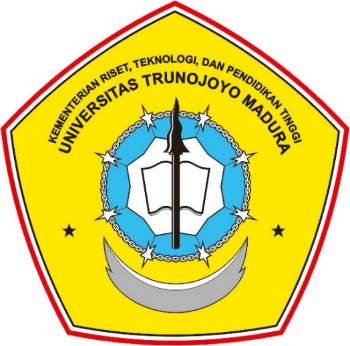 KEMENTERIAN RISET, TEKNOLOGI, DAN PENDIDIKAN TINGGI
UNIVERSITAS TRUNOJOYO MADURA